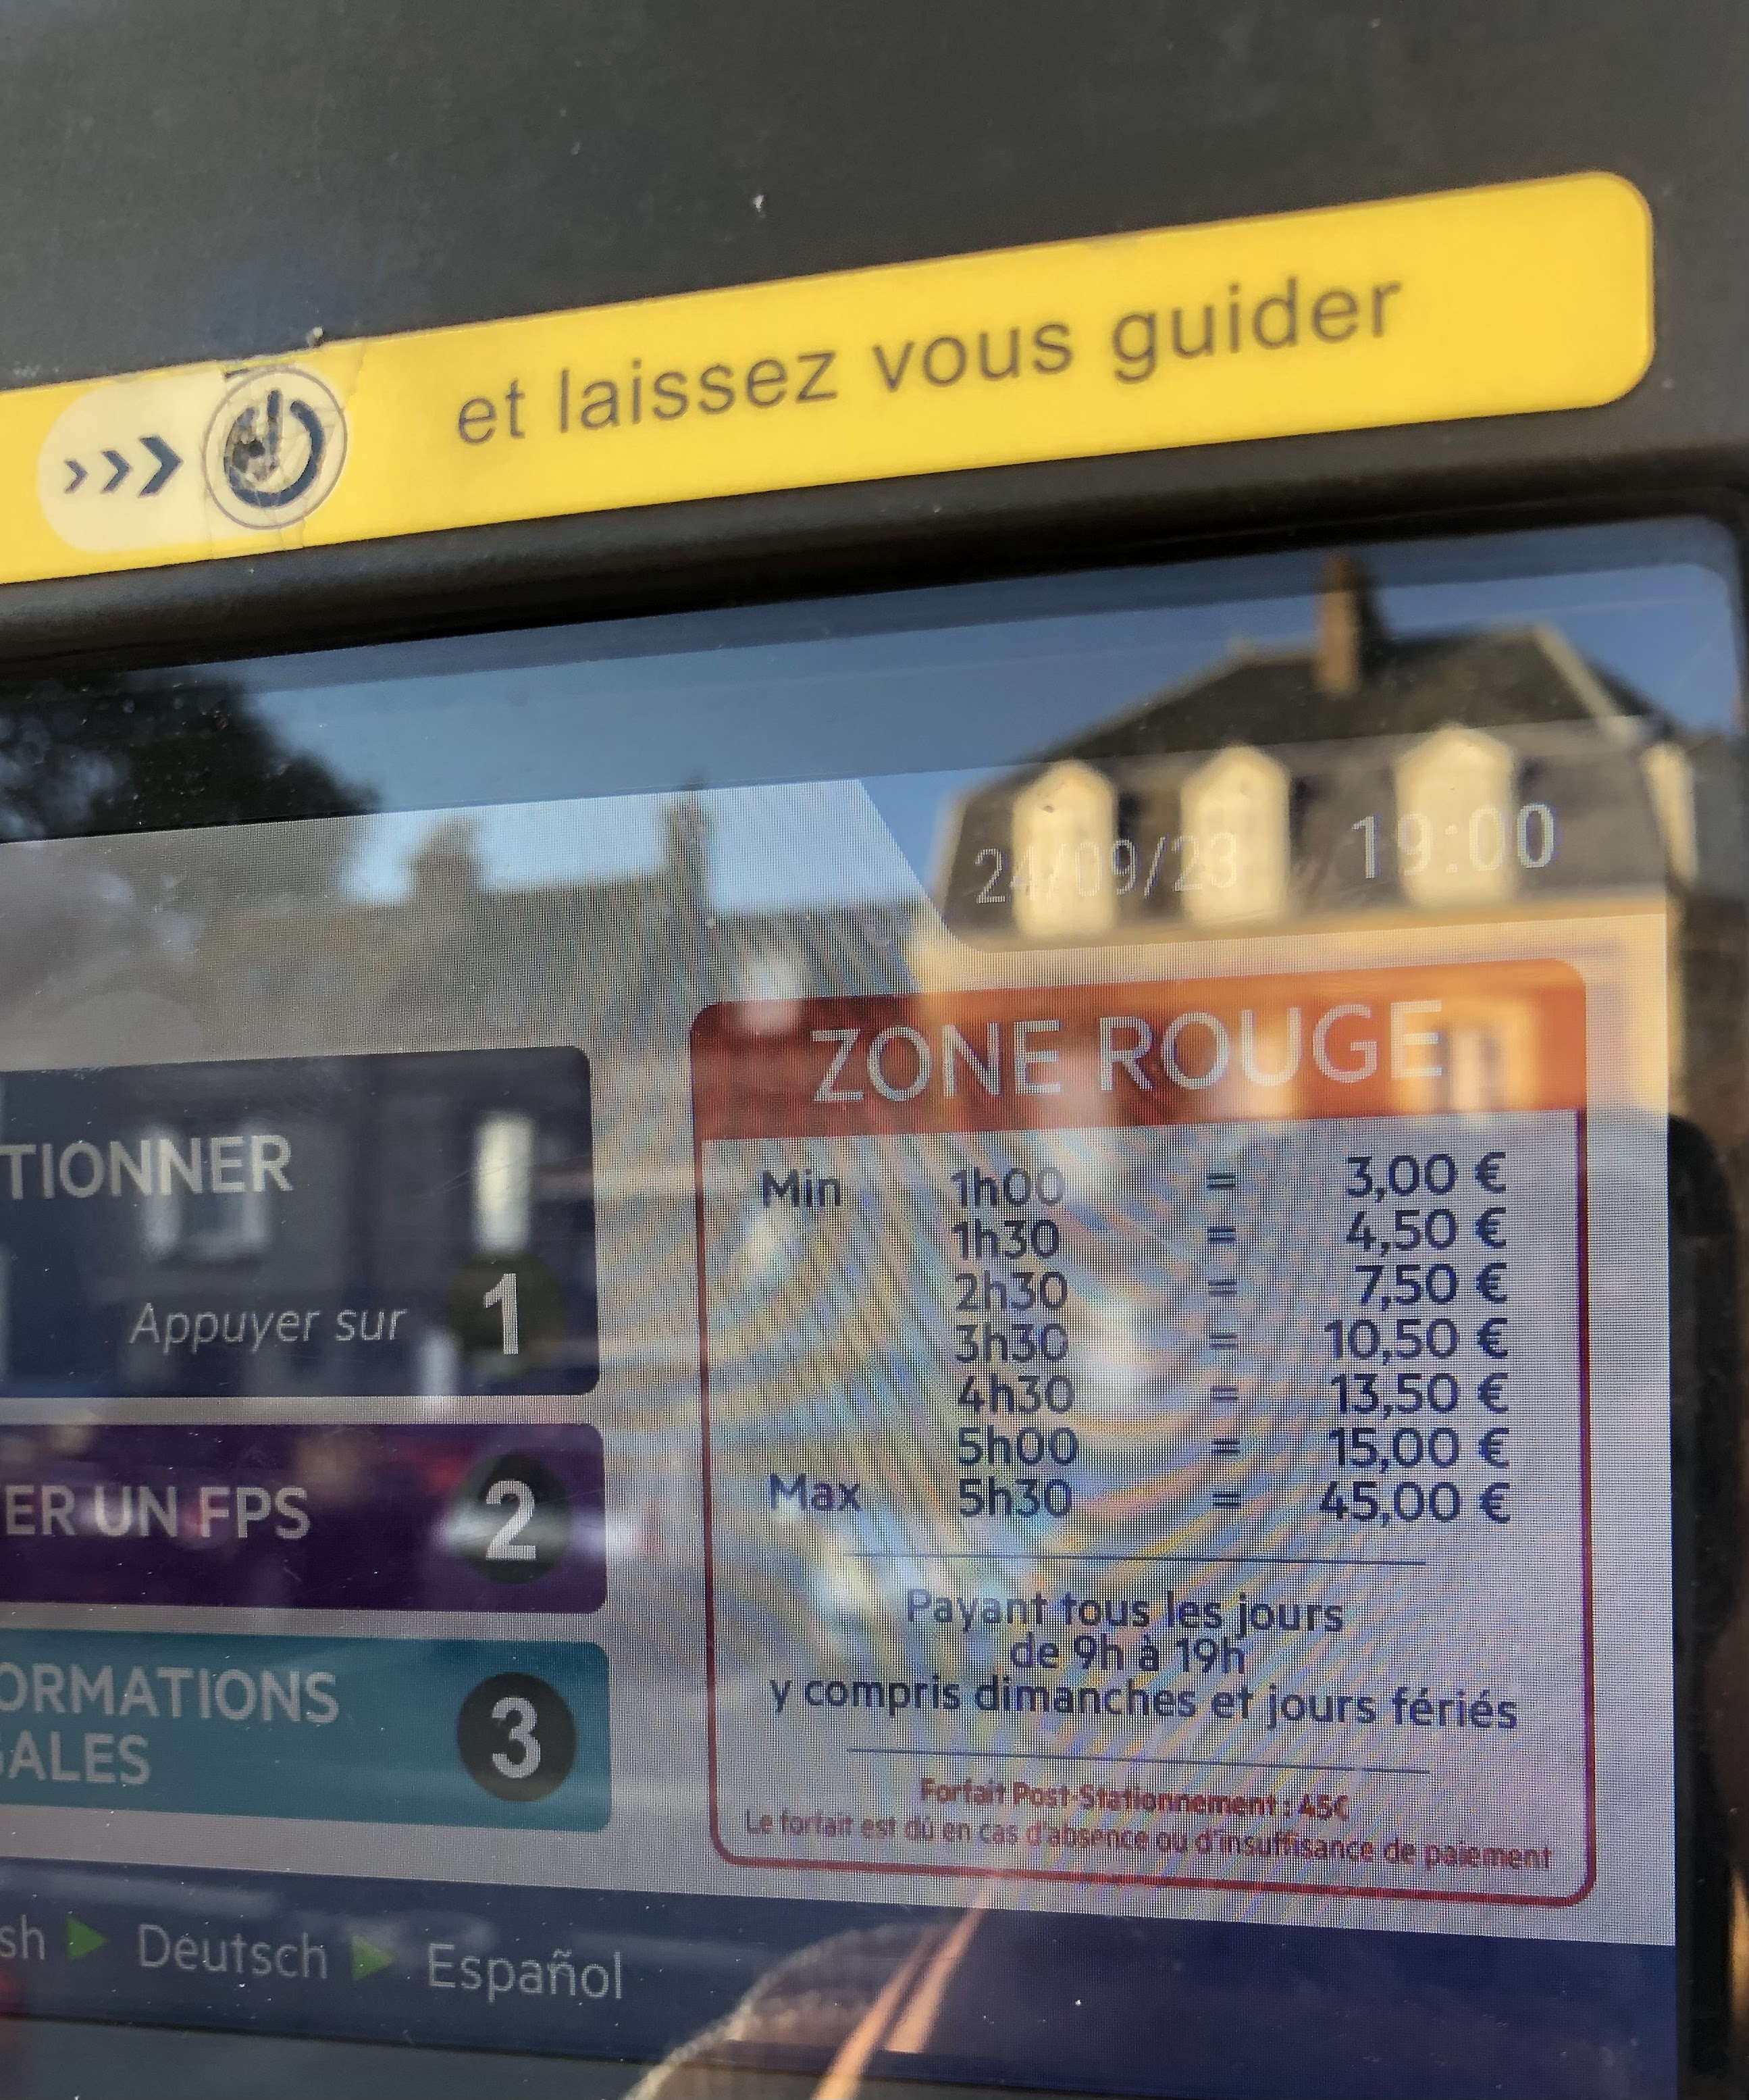 et laissez vous guider
24/09/23 19:00
ZONE ROUGE
Min 1h00 = 3,00 €
1h30 = 4,50 €
2h30 = 7,50 €
3h30 = 10,50 €
4h30 = 13,50 €
5h00 = 15,00 €
Max 5h30 = 45,00 €
Payant tous les jours
de 9h à 19h
y compris dimanches et jours fériés
Forfait Post-Stationnement : 45€
Le forfait est dû en cas d'absence ou d'insuffisance de paiement
TIONNER
Appuyer sur 1
ER UN FPS 2
ORMATIONS
GALES 3
sh Deutsch Español